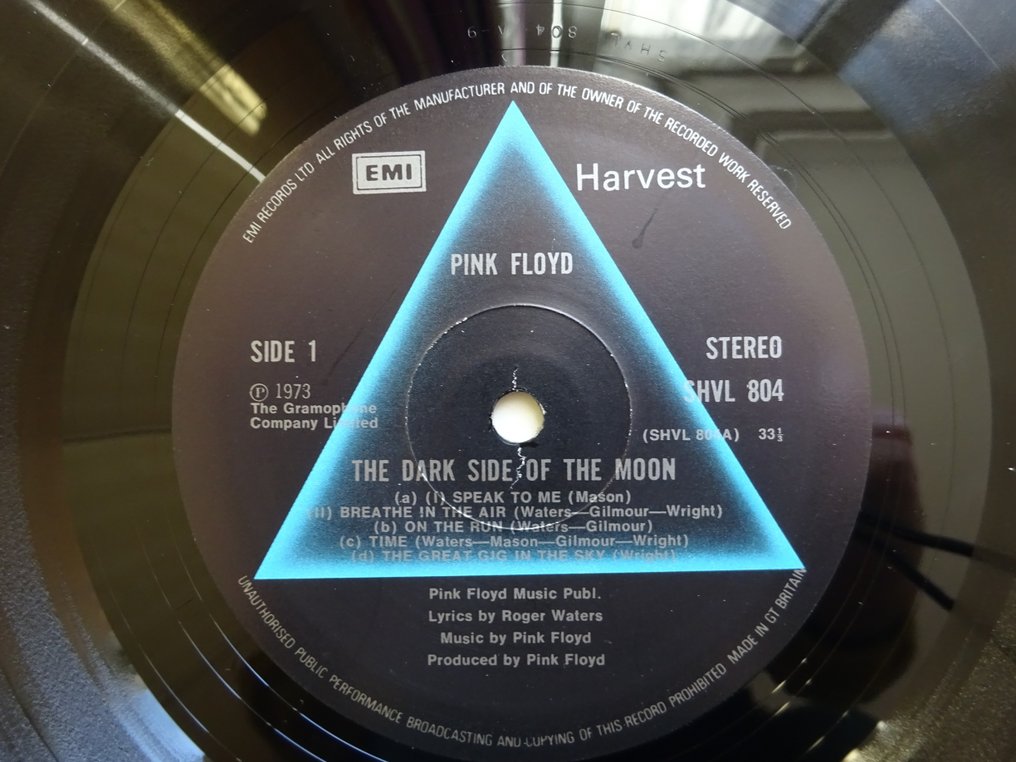 SHVL 804 A-9
EMI RECORDS LTD ALL RIGHTS OF THE MANUFACTURER AND OF THE OWNER OF THE RECORDED WORK RESERVED
EMI
Harvest
PINK FLOYD
SIDE 1
STEREO
Ⓟ 1973
SHVL 804
The Gramophone
Company Limited
(SHVL 804A) 33⅓
THE DARK SIDE OF THE MOON
(a) (I) SPEAK TO ME (Mason)
(II) BREATHE IN THE AIR (Waters—Gilmour—Wright)
(b) ON THE RUN (Waters—Gilmour)
(c) TIME (Waters—Mason—Gilmour—Wright)
(d) THE GREAT GIG IN THE SKY (Wright)
Pink Floyd Music Publ.
Lyrics by Roger Waters
Music by Pink Floyd
Produced by Pink Floyd
UNAUTHORISED PUBLIC PERFORMANCE BROADCASTING AND COPYING OF THIS RECORD PROHIBITED MADE IN GT BRITAIN